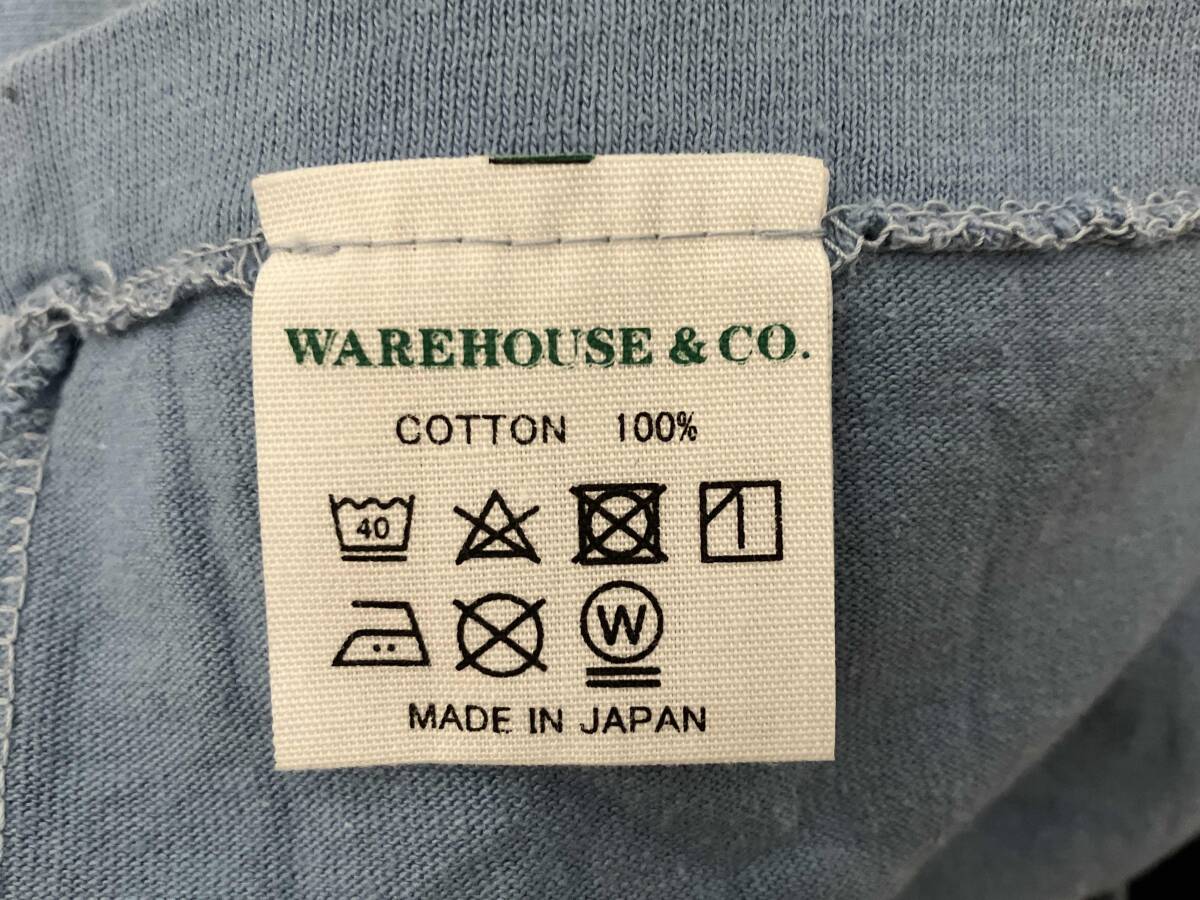 WAREHOUSE & CO.
COTTON 100%
40
W
MADE IN JAPAN